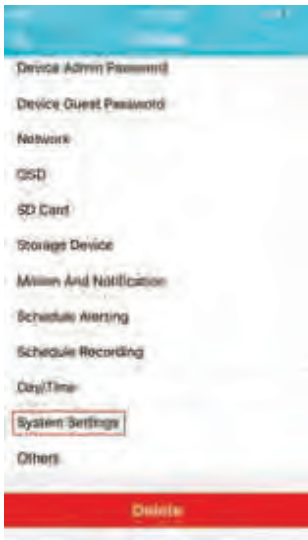 Device Admin Password
Device Guest Password
Network
OSD
SD Card
Storage Device
Motion And Notification
Schedule Alerting
Schedule Recording
Day/Time
System Settings
Others
Delete